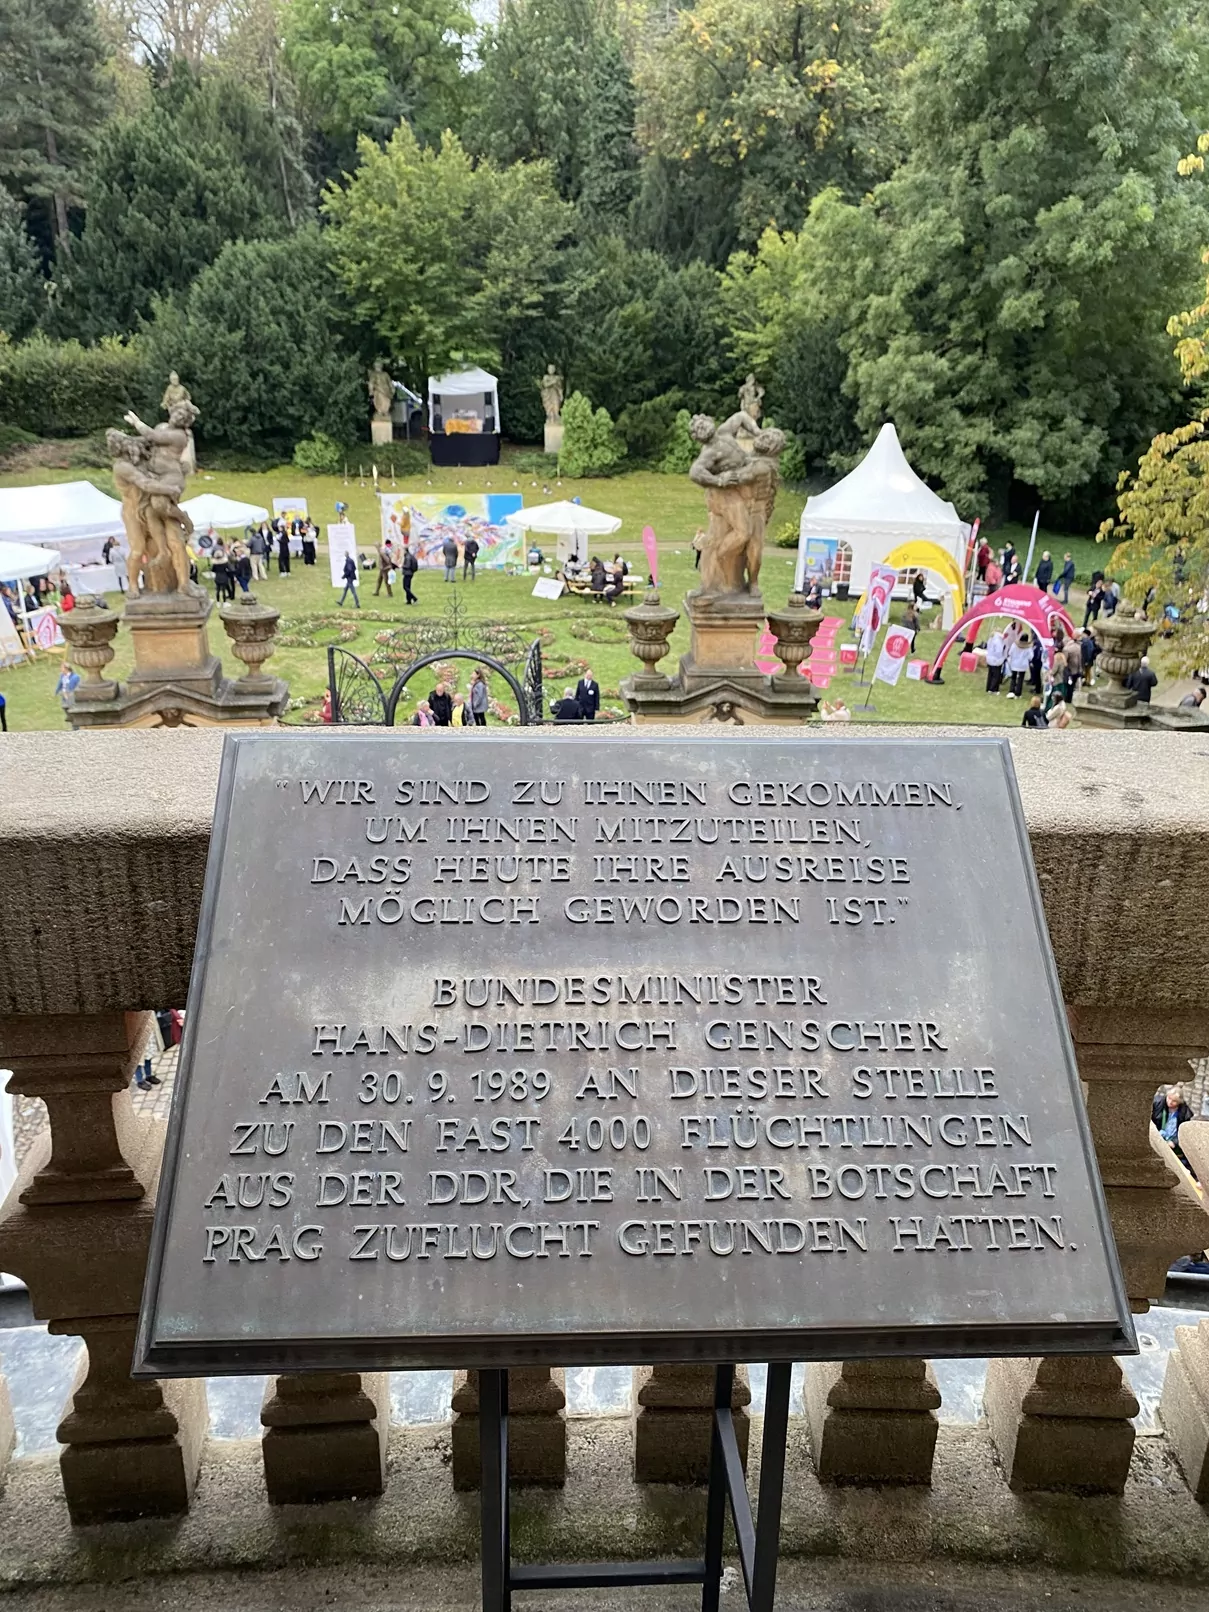 "WIR SIND ZU IHNEN GEKOMMEN,
UM IHNEN MITZUTEILEN,
DASS HEUTE IHRE AUSREISE
MÖGLICH GEWORDEN IST."
BUNDESMINISTER
HANS-DIETRICH GENSCHER
AM 30. 9. 1989 AN DIESER STELLE
ZU DEN FAST 4000 FLÜCHTLINGEN
AUS DER DDR, DIE IN DER BOTSCHAFT
PRAG ZUFLUCHT GEFUNDEN HATTEN.